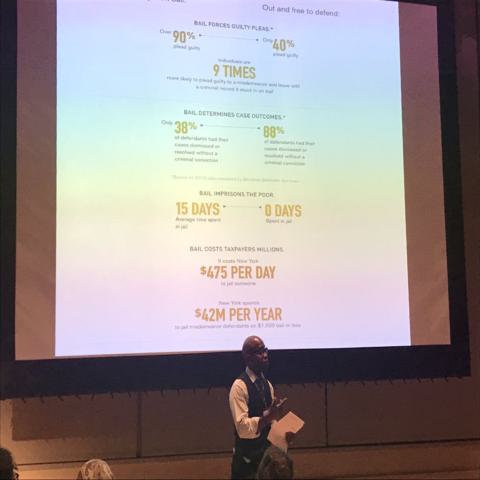 Out and free to defend:
BAIL FORCES GUILTY PLEAS.*
Over
90%
plead guilty
Only
40%
plead guilty
Individuals are
9 TIMES
more likely to plead guilty to a misdemeanor and leave with
a criminal record if stuck in on bail
BAIL DETERMINES CASE OUTCOMES.*
Only
38%
of defendants had their
cases dismissed or
resolved without a
criminal conviction
88%
of defendants had their
cases dismissed or
resolved without a
criminal conviction
BAIL IMPRISONS THE POOR.
15 DAYS
Average time spent
in jail
0 DAYS
Spent in jail
BAIL COSTS TAXPAYERS MILLIONS.
It costs New York
$475 PER DAY
to jail someone
New York spends
$42M PER YEAR
to jail misdemeanor defendants on $1,000 bail or less